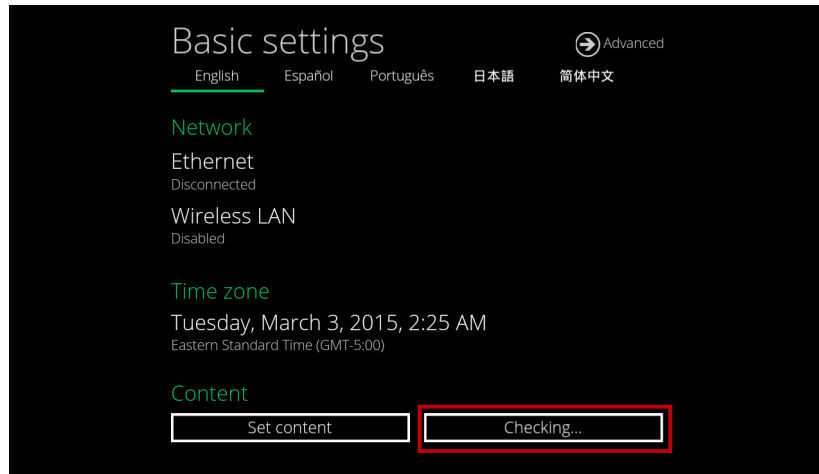 Basic settings
Advanced
English Español Português 日本語 简体中文
Network
Ethernet
Disconnected
Wireless LAN
Disabled
Time zone
Tuesday, March 3, 2015, 2:25 AM
Eastern Standard Time (GMT-5:00)
Content
Set content Checking...